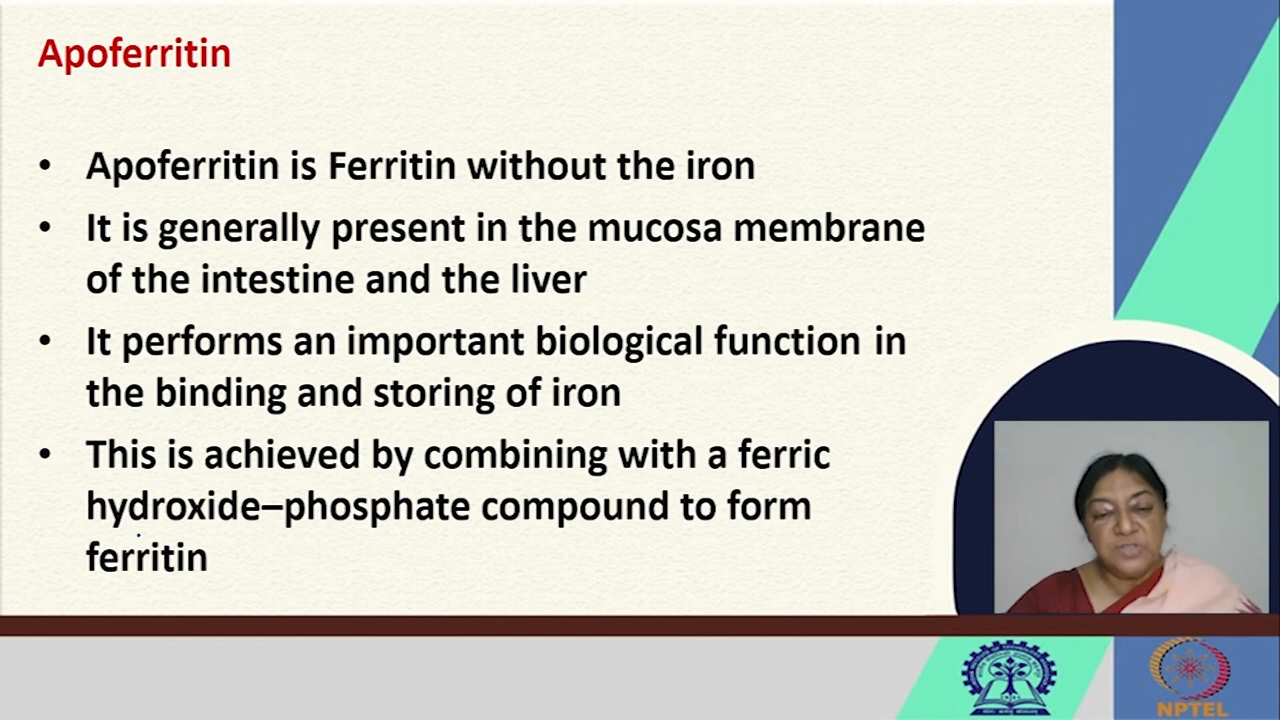 Apoferritin
• Apoferritin is Ferritin without the iron
• It is generally present in the mucosa membrane
of the intestine and the liver
• It performs an important biological function in
the binding and storing of iron
• This is achieved by combining with a ferric
hydroxide–phosphate compound to form
ferritin
NPTEL